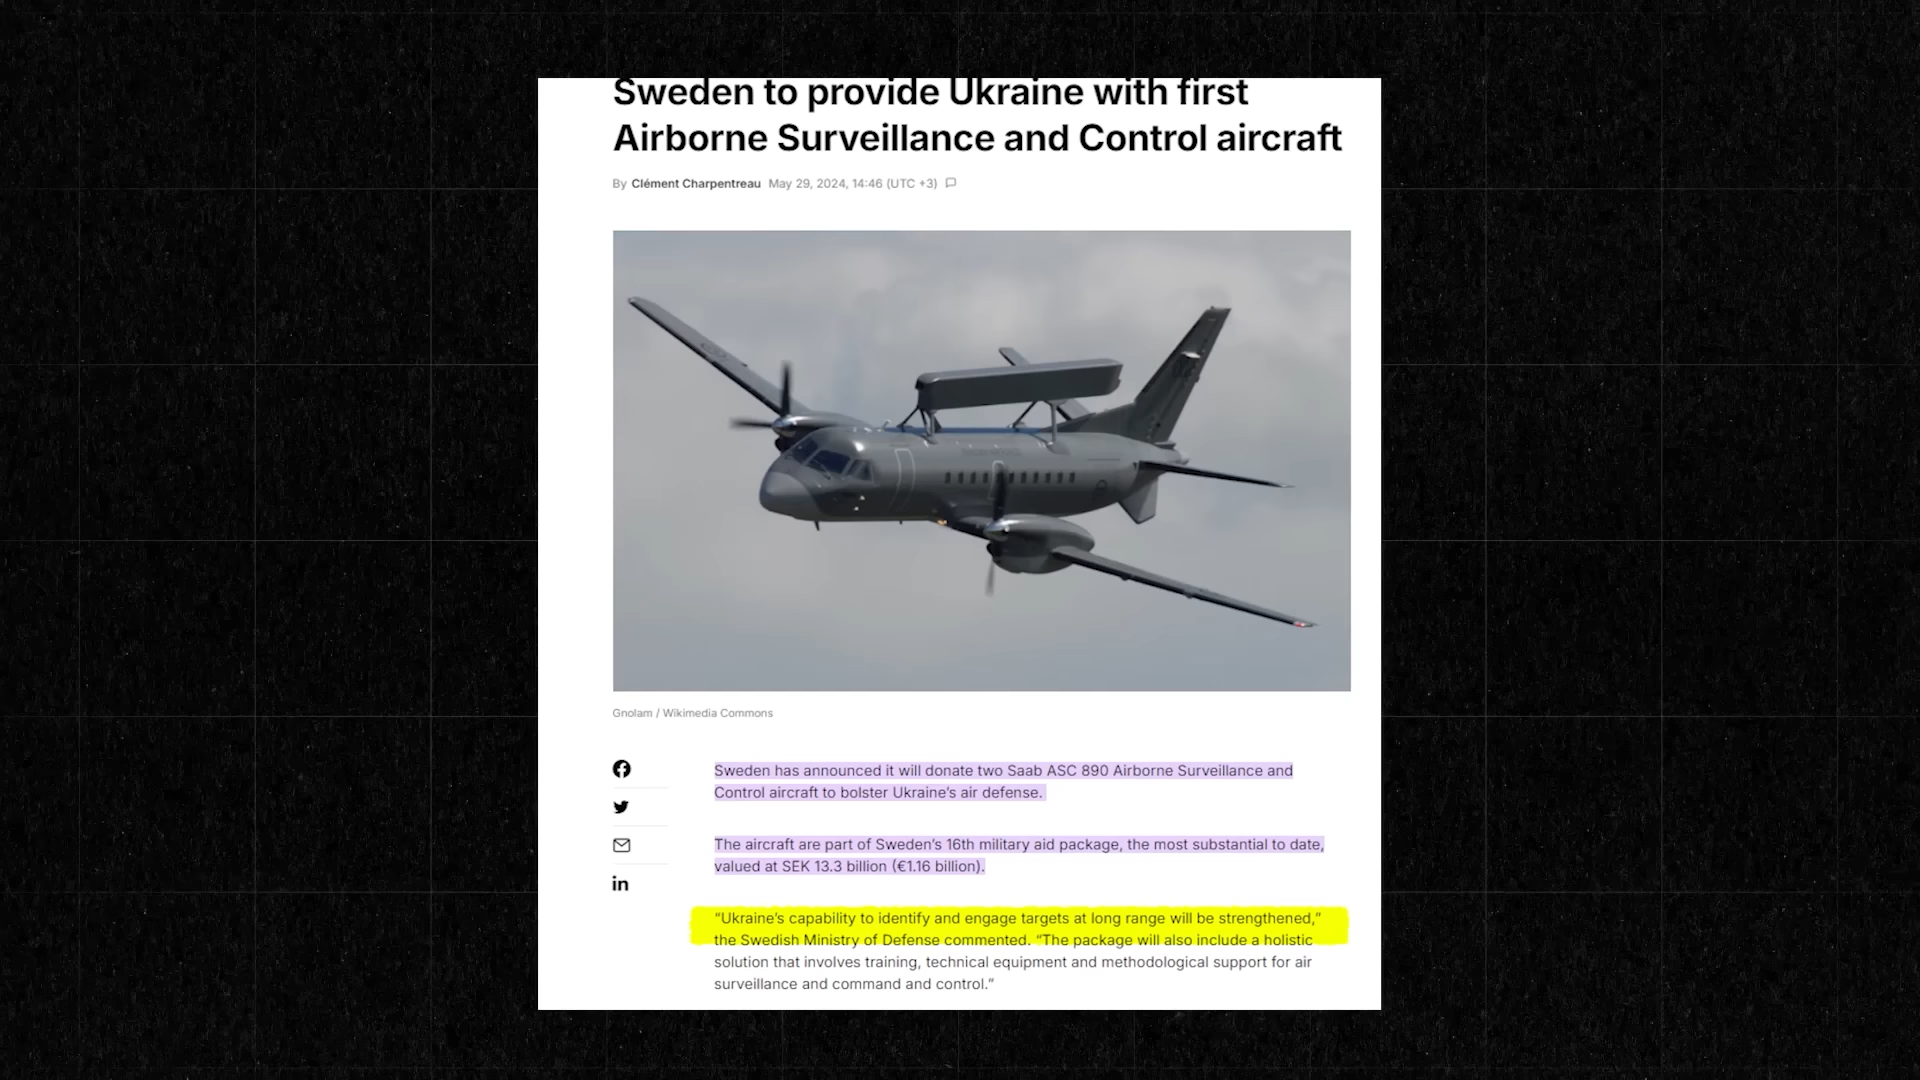 Sweden to provide Ukraine with first
Airborne Surveillance and Control aircraft
By Clément Charpentreau May 29, 2024, 14:46 (UTC +3)
Gnolam / Wikimedia Commons
Sweden has announced it will donate two Saab ASC 890 Airborne Surveillance and
Control aircraft to bolster Ukraine’s air defense.
The aircraft are part of Sweden’s 16th military aid package, the most substantial to date,
valued at SEK 13.3 billion (€1.16 billion).
“Ukraine’s capability to identify and engage targets at long range will be strengthened,”
the Swedish Ministry of Defense commented. “The package will also include a holistic
solution that involves training, technical equipment and methodological support for air
surveillance and command and control.”